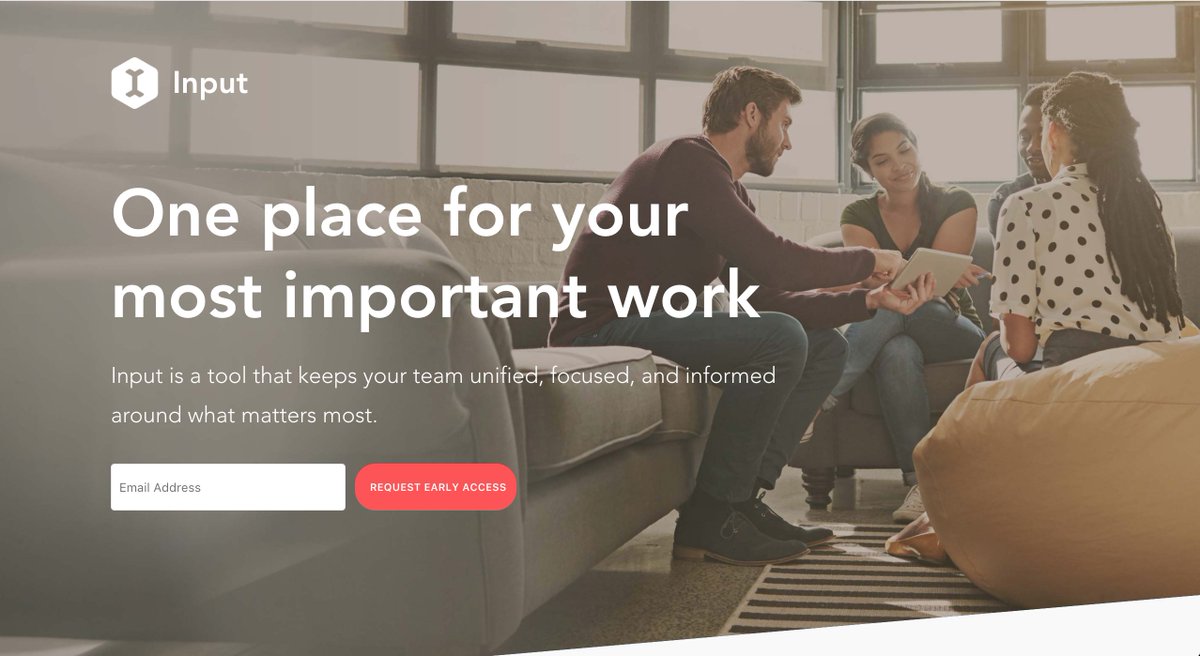 Input
One place for your
most important work
Input is a tool that keeps your team unified, focused, and informed
around what matters most.
Email Address
REQUEST EARLY ACCESS